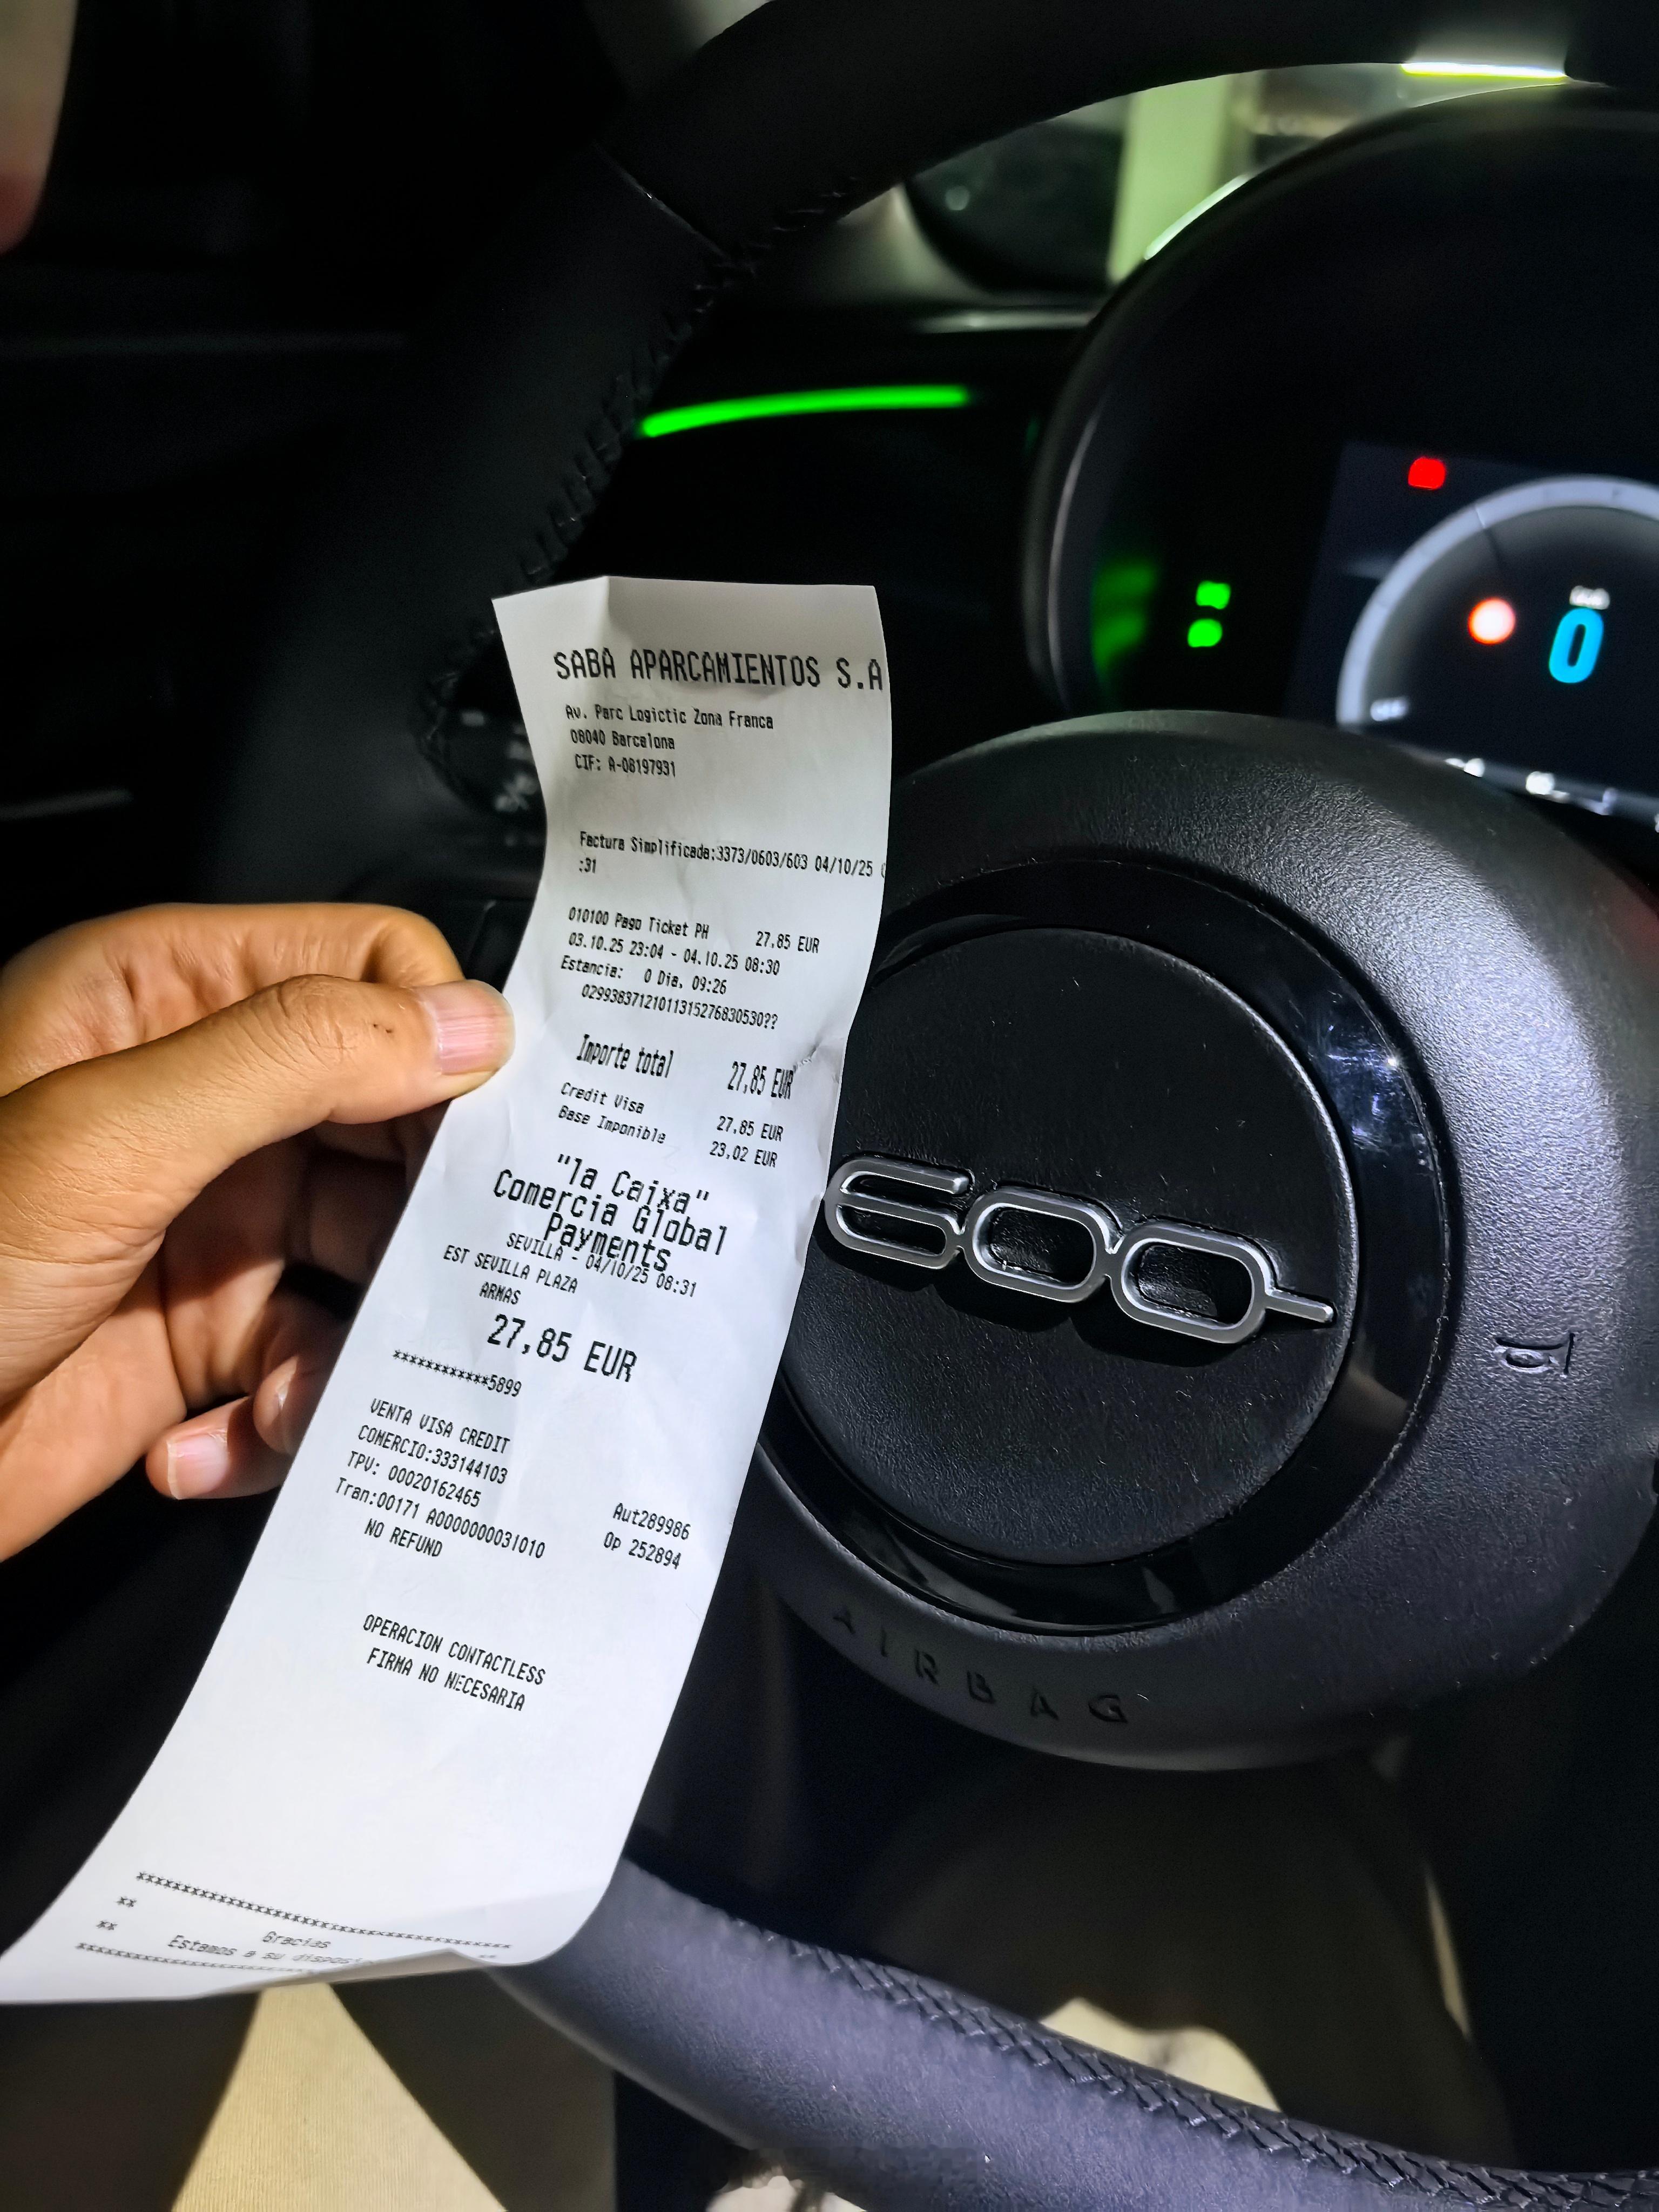 SABA APARCAMIENTOS S.A
Av. Parc Logictic Zona Franca
08040 Barcelona
CIF: A-08197931
Factura Simplificada:3373/0603/603 04/10/25
:31
010100 Pago Ticket PH 27,85 EUR
03.10.25 23:04 - 04.10.25 08:30
Estancia: 0 Dia, 09:26
02993837121011315276830530??
Importe total 27,85 EUR
Credit Visa 27,85 EUR
Base Imponible 23,02 EUR
"la Caixa"
Comercia Global
Payments
SEVILLA - 04/10/25 08:31
EST SEVILLA PLAZA
ARMAS
27,85 EUR
************5899
VENTA VISA CREDIT
COMERCIO:333144103
TPV: 00020162465 Aut289986
Tran:00171 A0000000031010 Op 252894
NO REFUND
OPERACION CONTACTLESS
FIRMA NO NECESARIA
** Gracias **
** Estamos a su
600
AIRBAG
0